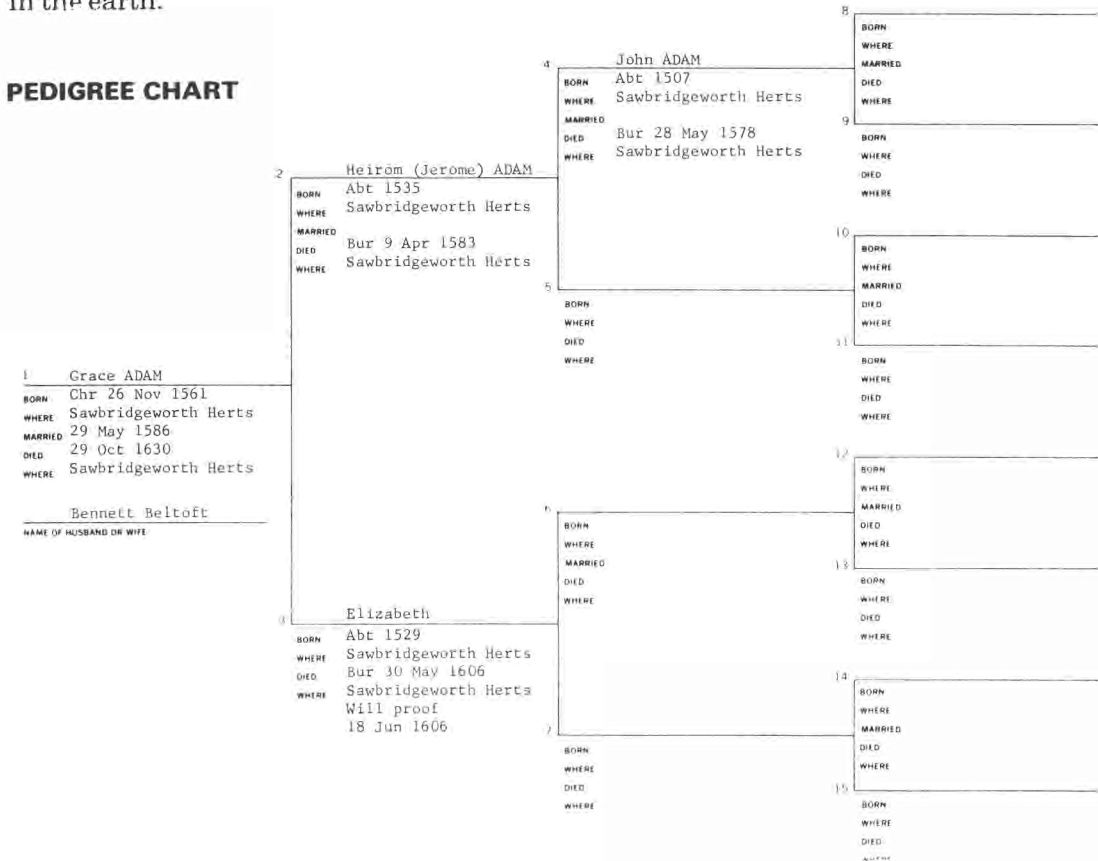 in the earth.
PEDIGREE CHART
1 Grace ADAM
BORN Chr 26 Nov 1561
WHERE Sawbridgeworth Herts
MARRIED 29 May 1586
DIED 29 Oct 1630
WHERE Sawbridgeworth Herts
Bennett Beltoft
NAME OF HUSBAND OR WIFE
2 Heirom (Jerome) ADAM
BORN Abt 1535
WHERE Sawbridgeworth Herts
MARRIED
DIED Bur 9 Apr 1583
WHERE Sawbridgeworth Herts
3 Elizabeth
BORN Abt 1529
WHERE Sawbridgeworth Herts
DIED Bur 30 May 1606
WHERE Sawbridgeworth Herts
Will proof
18 Jun 1606
4 John ADAM
BORN Abt 1507
WHERE Sawbridgeworth Herts
MARRIED
DIED Bur 28 May 1578
WHERE Sawbridgeworth Herts
5
BORN
WHERE
DIED
WHERE
6
BORN
WHERE
MARRIED
DIED
WHERE
7
BORN
WHERE
DIED
WHERE
8
BORN
WHERE
MARRIED
DIED
WHERE
9
BORN
WHERE
DIED
WHERE
10
BORN
WHERE
MARRIED
DIED
WHERE
11
BORN
WHERE
DIED
WHERE
12
BORN
WHERE
MARRIED
DIED
WHERE
13
BORN
WHERE
DIED
WHERE
14
BORN
WHERE
MARRIED
DIED
WHERE
15
BORN
WHERE
DIED